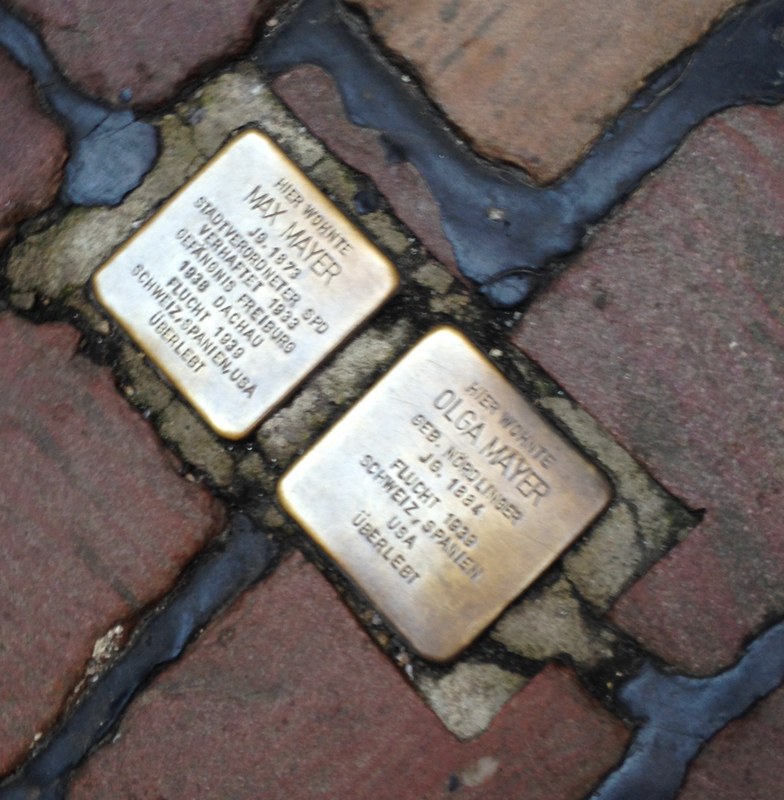 HIER WOHNTE
MAX MAYER
JG. 1873
STADTVERORDNETER SPD
VERHAFTET 1933
GEFÄNGNIS FREIBURG
1938 DACHAU
FLUCHT 1939
SCHWEIZ,SPANIEN,USA
ÜBERLEBT
HIER WOHNTE
OLGA MAYER
GEB. NÖRDLINGER
JG. 1884
FLUCHT 1939
SCHWEIZ, SPANIEN
USA
ÜBERLEBT